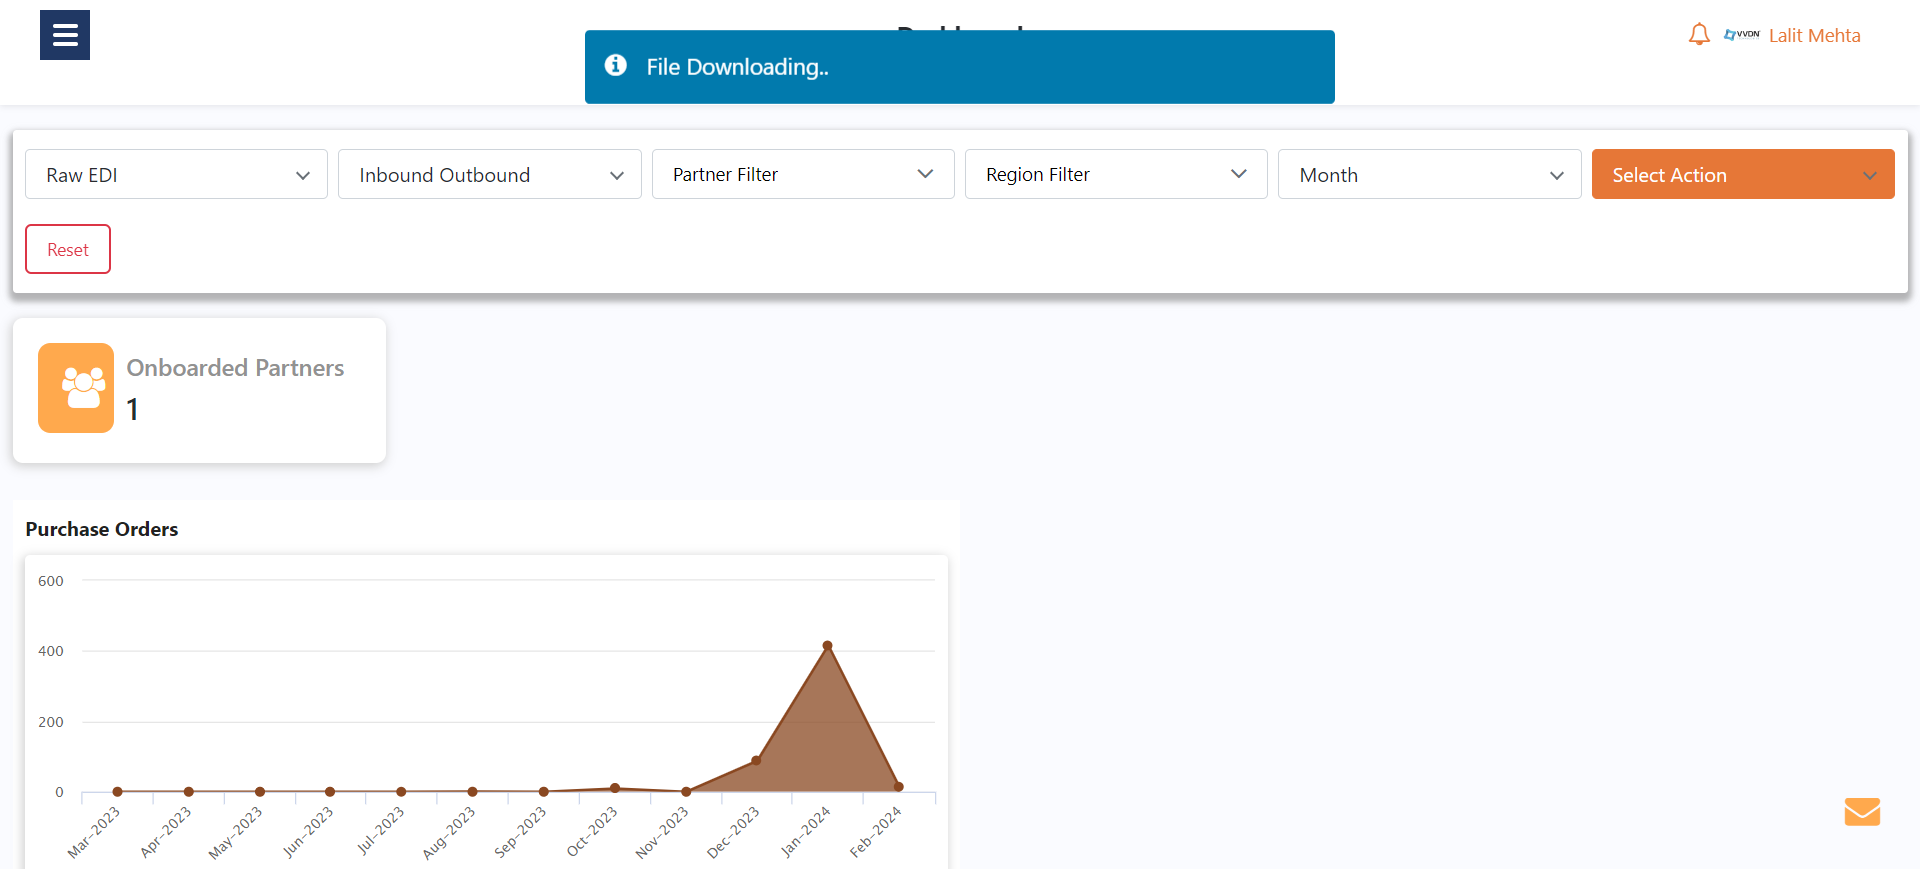 File Downloading..
VVDN
Lalit Mehta
Raw EDI
Inbound Outbound
Partner Filter
Region Filter
Month
Select Action
Reset
Onboarded Partners
1
Purchase Orders
600
400
200
0
Mar-2023
Apr-2023
May-2023
Jun-2023
Jul-2023
Aug-2023
Sep-2023
Oct-2023
Nov-2023
Dec-2023
Jan-2024
Feb-2024